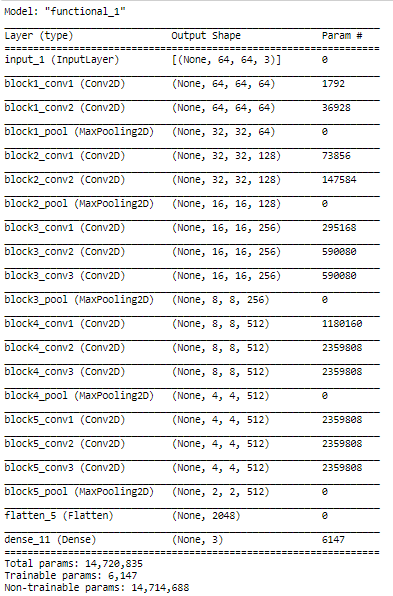 Model: "functional_1"
Layer (type) Output Shape Param #
input_1 (InputLayer) [(None, 64, 64, 3)] 0
block1_conv1 (Conv2D) (None, 64, 64, 64) 1792
block1_conv2 (Conv2D) (None, 64, 64, 64) 36928
block1_pool (MaxPooling2D) (None, 32, 32, 64) 0
block2_conv1 (Conv2D) (None, 32, 32, 128) 73856
block2_conv2 (Conv2D) (None, 32, 32, 128) 147584
block2_pool (MaxPooling2D) (None, 16, 16, 128) 0
block3_conv1 (Conv2D) (None, 16, 16, 256) 295168
block3_conv2 (Conv2D) (None, 16, 16, 256) 590080
block3_conv3 (Conv2D) (None, 16, 16, 256) 590080
block3_pool (MaxPooling2D) (None, 8, 8, 256) 0
block4_conv1 (Conv2D) (None, 8, 8, 512) 1180160
block4_conv2 (Conv2D) (None, 8, 8, 512) 2359808
block4_conv3 (Conv2D) (None, 8, 8, 512) 2359808
block4_pool (MaxPooling2D) (None, 4, 4, 512) 0
block5_conv1 (Conv2D) (None, 4, 4, 512) 2359808
block5_conv2 (Conv2D) (None, 4, 4, 512) 2359808
block5_conv3 (Conv2D) (None, 4, 4, 512) 2359808
block5_pool (MaxPooling2D) (None, 2, 2, 512) 0
flatten_5 (Flatten) (None, 2048) 0
dense_11 (Dense) (None, 3) 6147
Total params: 14,720,835
Trainable params: 6,147
Non-trainable params: 14,714,688